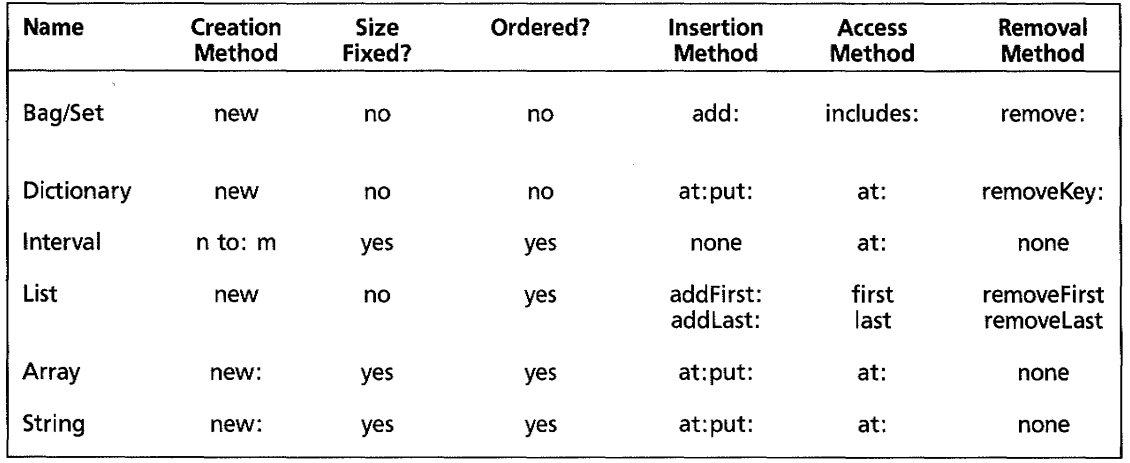 Name Creation Method Size Fixed? Ordered? Insertion Method Access Method Removal Method
Bag/Set new no no add: includes: remove:
Dictionary new no no at:put: at: removeKey:
Interval n to: m yes yes none at: none
List new no yes addFirst: first removeFirst
addLast: last removeLast
Array new: yes yes at:put: at: none
String new: yes yes at:put: at: none